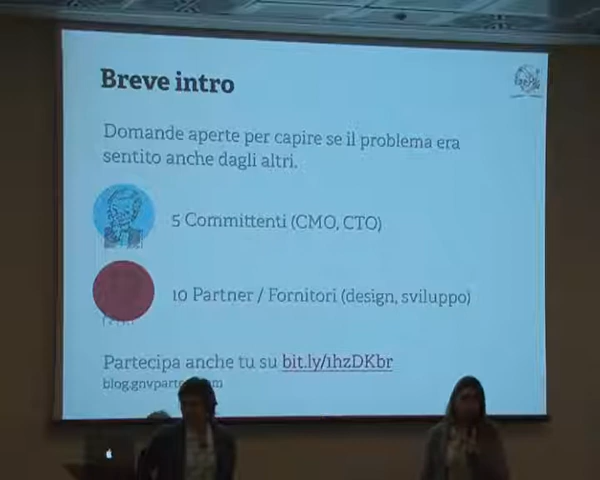 Breve intro
Domande aperte per capire se il problema era
sentito anche dagli altri.
5 Committenti (CMO, CTO)
10 Partner / Fornitori (design, sviluppo)
Partecipa anche tu su bit.ly/1hzDKbr